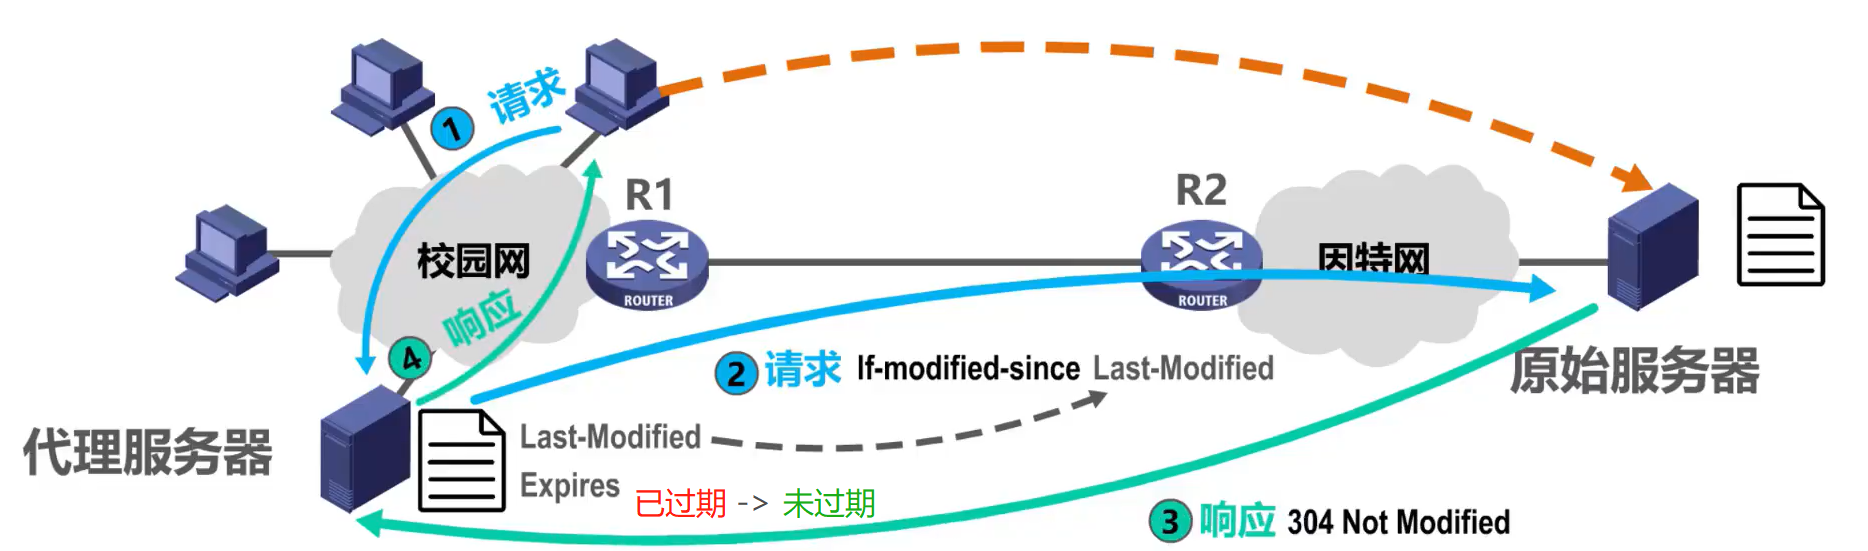 1 请求
R1
R2
校园网
ROUTER
因特网
ROUTER
4 响应
2 请求 If-modified-since Last-Modified
原始服务器
代理服务器
Last-Modified
Expires
已过期 -> 未过期
3 响应 304 Not Modified